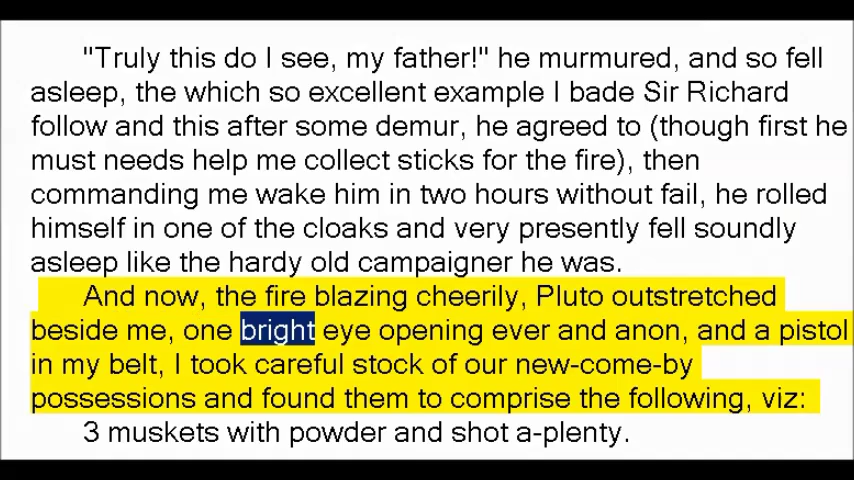 "Truly this do I see, my father!" he murmured, and so fell
asleep, the which so excellent example I bade Sir Richard
follow and this after some demur, he agreed to (though first he
must needs help me collect sticks for the fire), then
commanding me wake him in two hours without fail, he rolled
himself in one of the cloaks and very presently fell soundly
asleep like the hardy old campaigner he was.
And now, the fire blazing cheerily, Pluto outstretched
beside me, one bright eye opening ever and anon, and a pistol
in my belt, I took careful stock of our new-come-by
possessions and found them to comprise the following, viz:
3 muskets with powder and shot a-plenty.